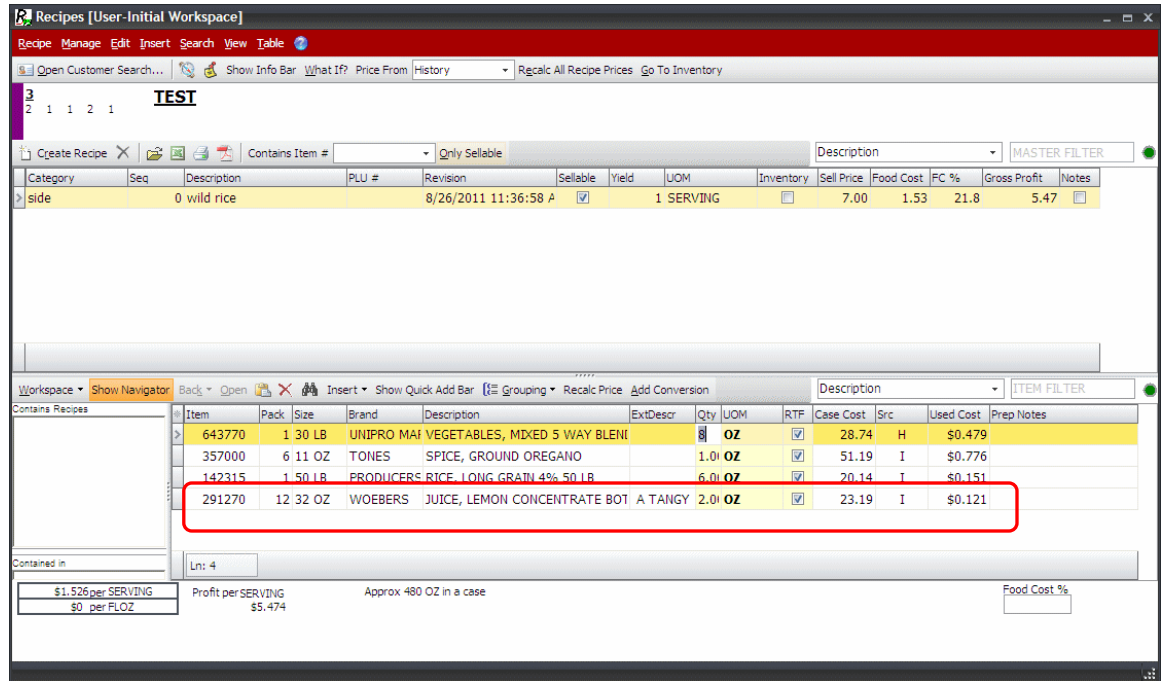 Recipes [User-Initial Workspace]
Recipe Manage Edit Insert Search View Table
Open Customer Search... Show Info Bar What If? Price From History Recalc All Recipe Prices Go To Inventory
3 TEST
2 1 1 2 1
Create Recipe Contains Item # Only Sellable Description MASTER FILTER
Category Seq Description PLU # Revision Sellable Yield UOM Inventory Sell Price Food Cost FC % Gross Profit Notes
side 0 wild rice 8/26/2011 11:36:58 A 1 SERVING 7.00 1.53 21.8 5.47
Workspace Show Navigator Back Open Insert Show Quick Add Bar Grouping Recalc Price Add Conversion Description ITEM FILTER
Contains Recipes
Item Pack Size Brand Description ExtDescr Qty UOM RTF Case Cost Src Used Cost Prep Notes
643770 1 30 LB UNIPRO MAI VEGETABLES, MIXED 5 WAY BLENI 8 OZ 28.74 H $0.479
357000 6 11 OZ TONES SPICE, GROUND OREGANO 1.0 OZ 51.19 I $0.776
142315 1 50 LB PRODUCERS RICE, LONG GRAIN 4% 50 LB 6.0 OZ 20.14 I $0.151
291270 12 32 OZ WOEBERS JUICE, LEMON CONCENTRATE BOT A TANGY 2.0 OZ 23.19 I $0.121
Contained in
Ln: 4
$1.526 per SERVING Profit per SERVING Approx 480 OZ in a case Food Cost %
$0 per FLOZ $5.474